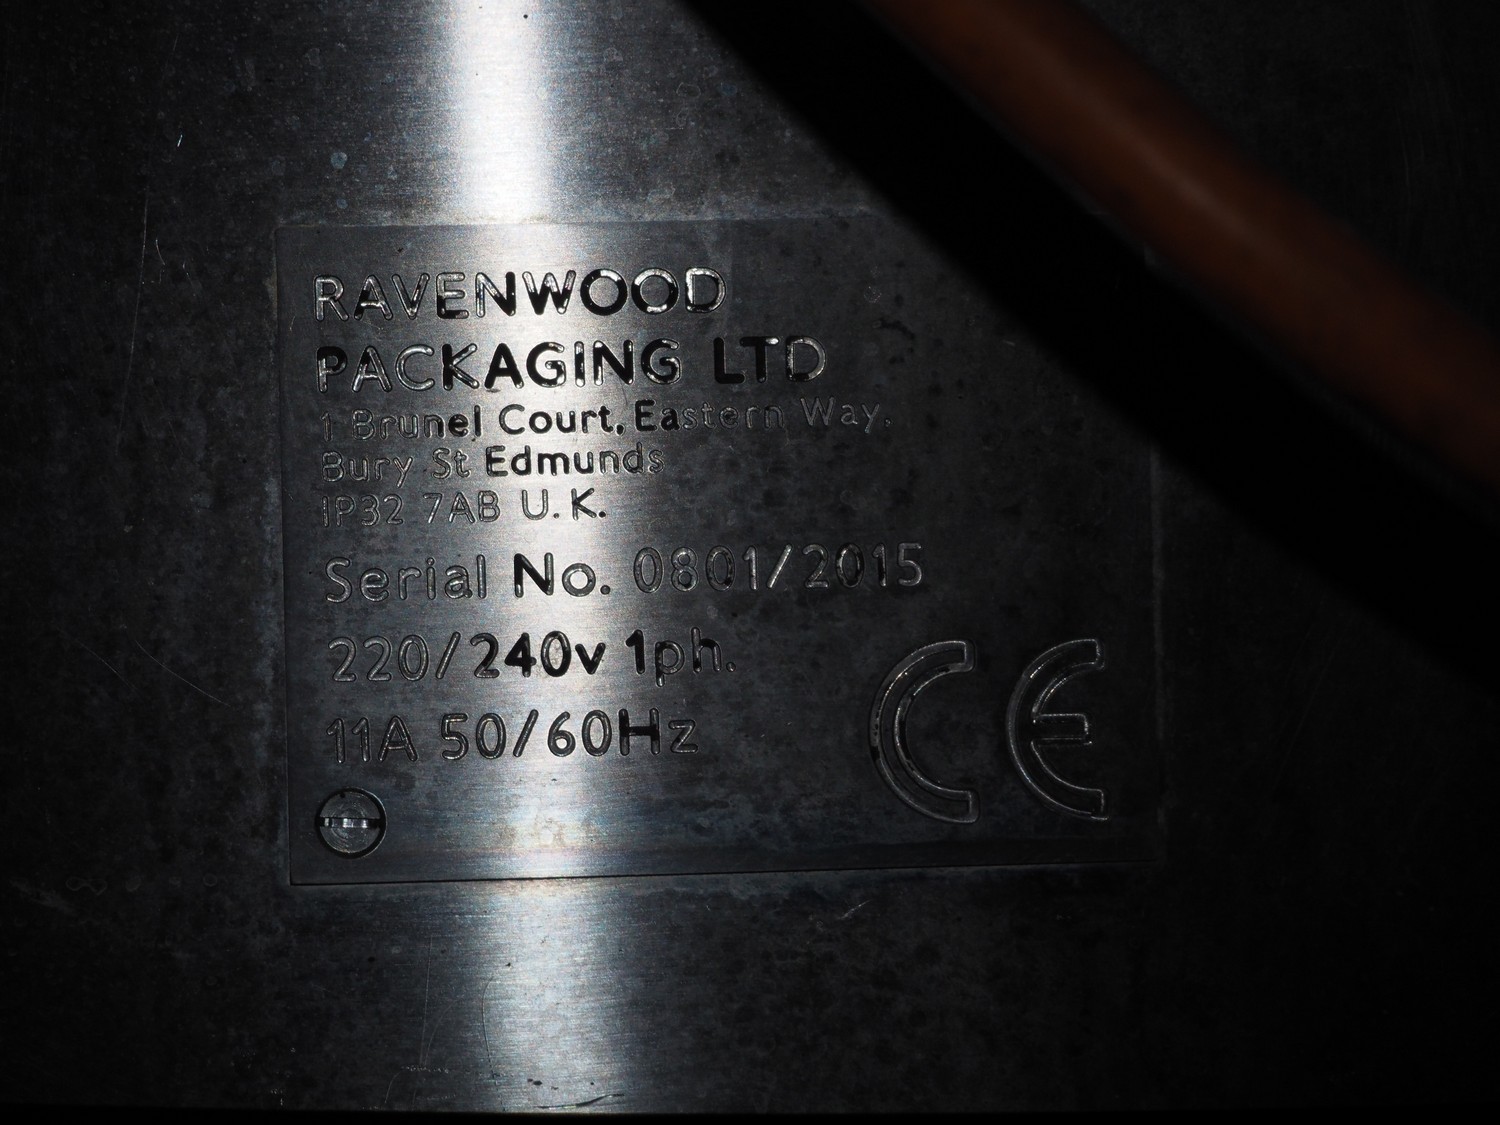 RAVENWOOD
PACKAGING LTD
1 Brunel Court, Eastern Way,
Bury St Edmunds
IP32 7AB U.K.
Serial No. 0801/2015
220/240v 1ph.
11A 50/60Hz
CE